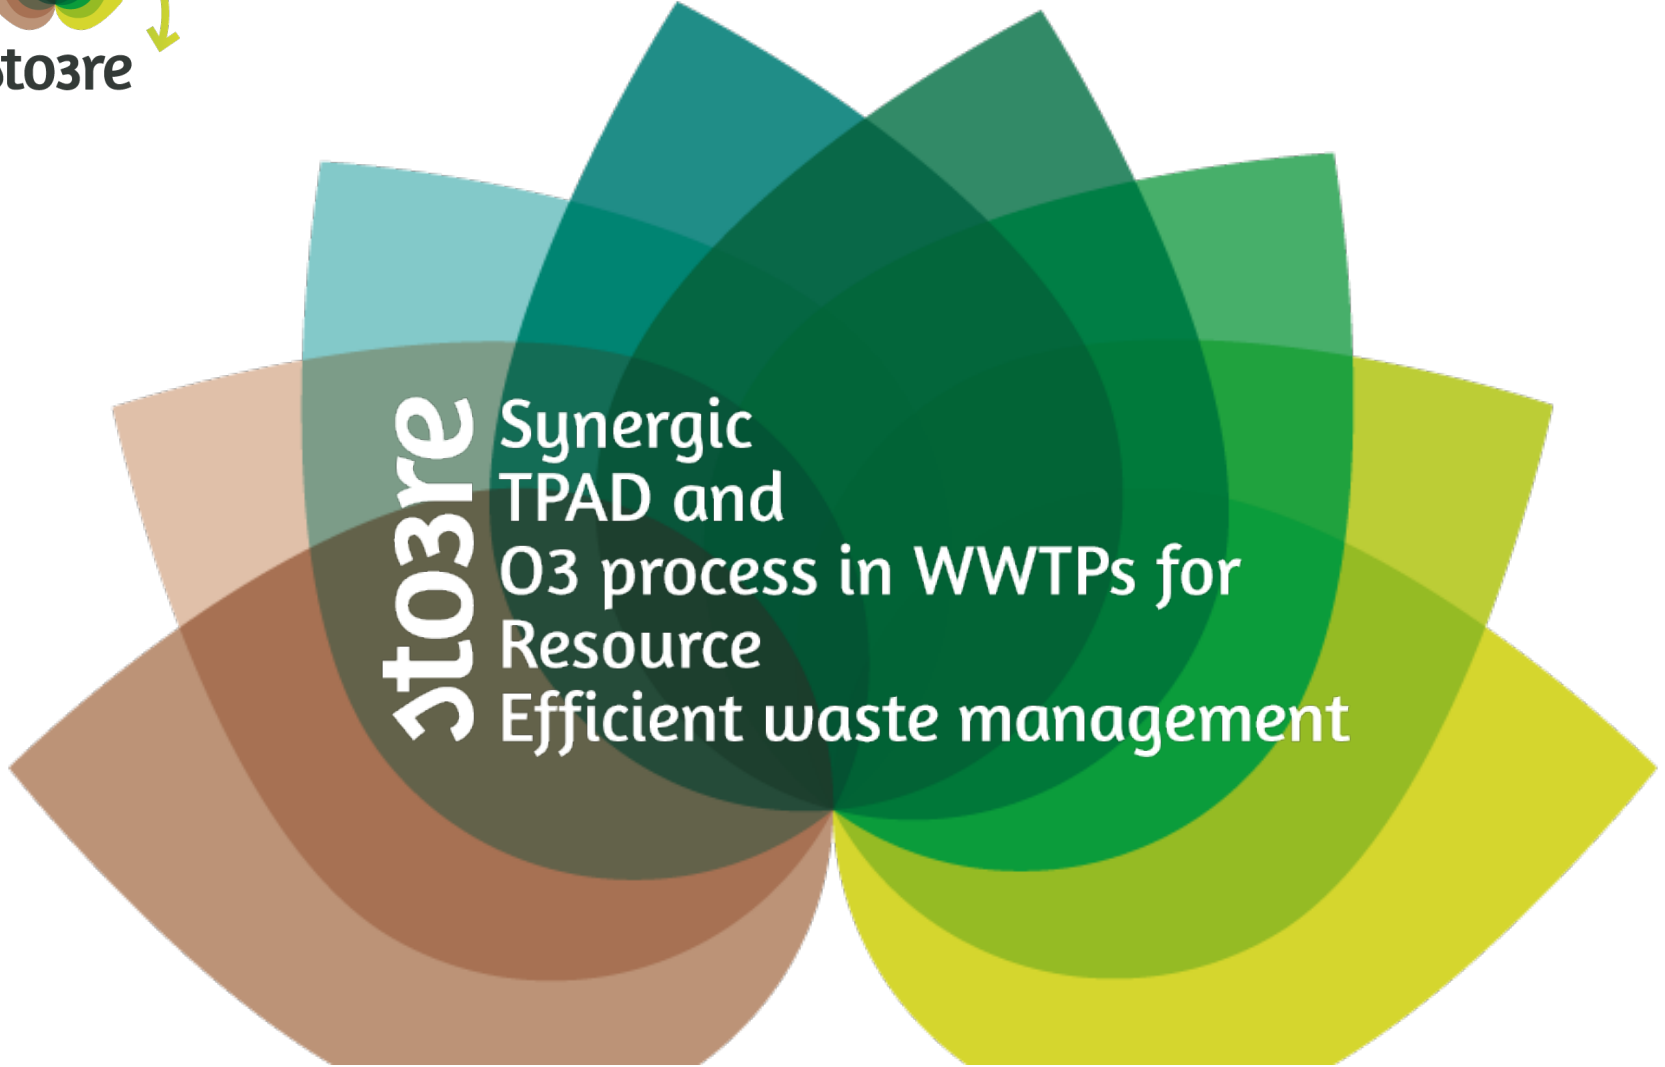 sto3re
sto3re
Synergic
TPAD and
O3 process in WWTPs for
Resource
Efficient waste management